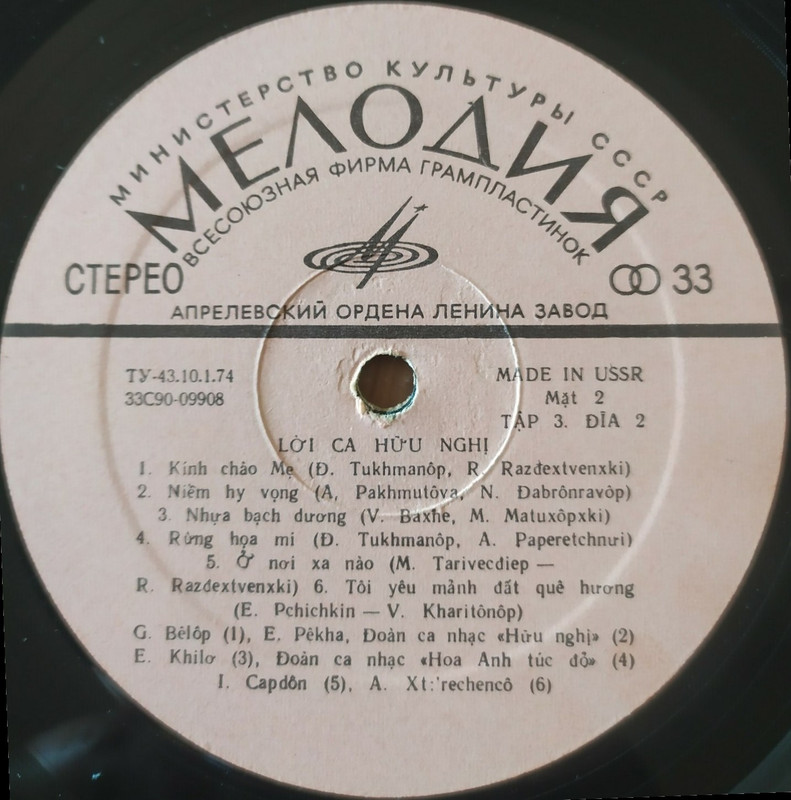 МИНИСТЕРСТВО КУЛЬТУРЫ СССР
МЕЛОДИЯ
ВСЕСОЮЗНАЯ ФИРМА ГРАМПЛАСТИНОК
СТЕРЕО
33
АПРЕЛЕВСКИЙ ОРДЕНА ЛЕНИНА ЗАВОД
ТУ-43.10.1.74
33С90-09908
MADE IN USSR
Mặt 2
TẬP 3. ĐĨA 2
LỜI CA HỮU NGHỊ
1. Kính chào Mẹ (Đ. Tukhmanôp, R. Razđextvenxki)
2. Niềm hy vọng (A, Pakhmutôva, N. Đabrônravôp)
3. Nhựa bạch dương (V. Baxhe, M. Matuxôpxki)
4. Rừng họa mi (Đ. Tukhmanôp, A. Paperetchnưi)
5. Ở nơi xa nào (M. Tarivecđiep —
R. Razđextvenxki) 6. Tôi yêu mảnh đất quê hương
(E. Pchichkin — V. Kharitônôp)
G. Bêlôp (1), E. Pêkha, Đoàn ca nhạc «Hữu nghị» (2)
E. Khilơ (3), Đoàn ca nhạc «Hoa Anh túc đỏ» (4)
I. Capdôn (5), A. Xt:'rechencô (6)